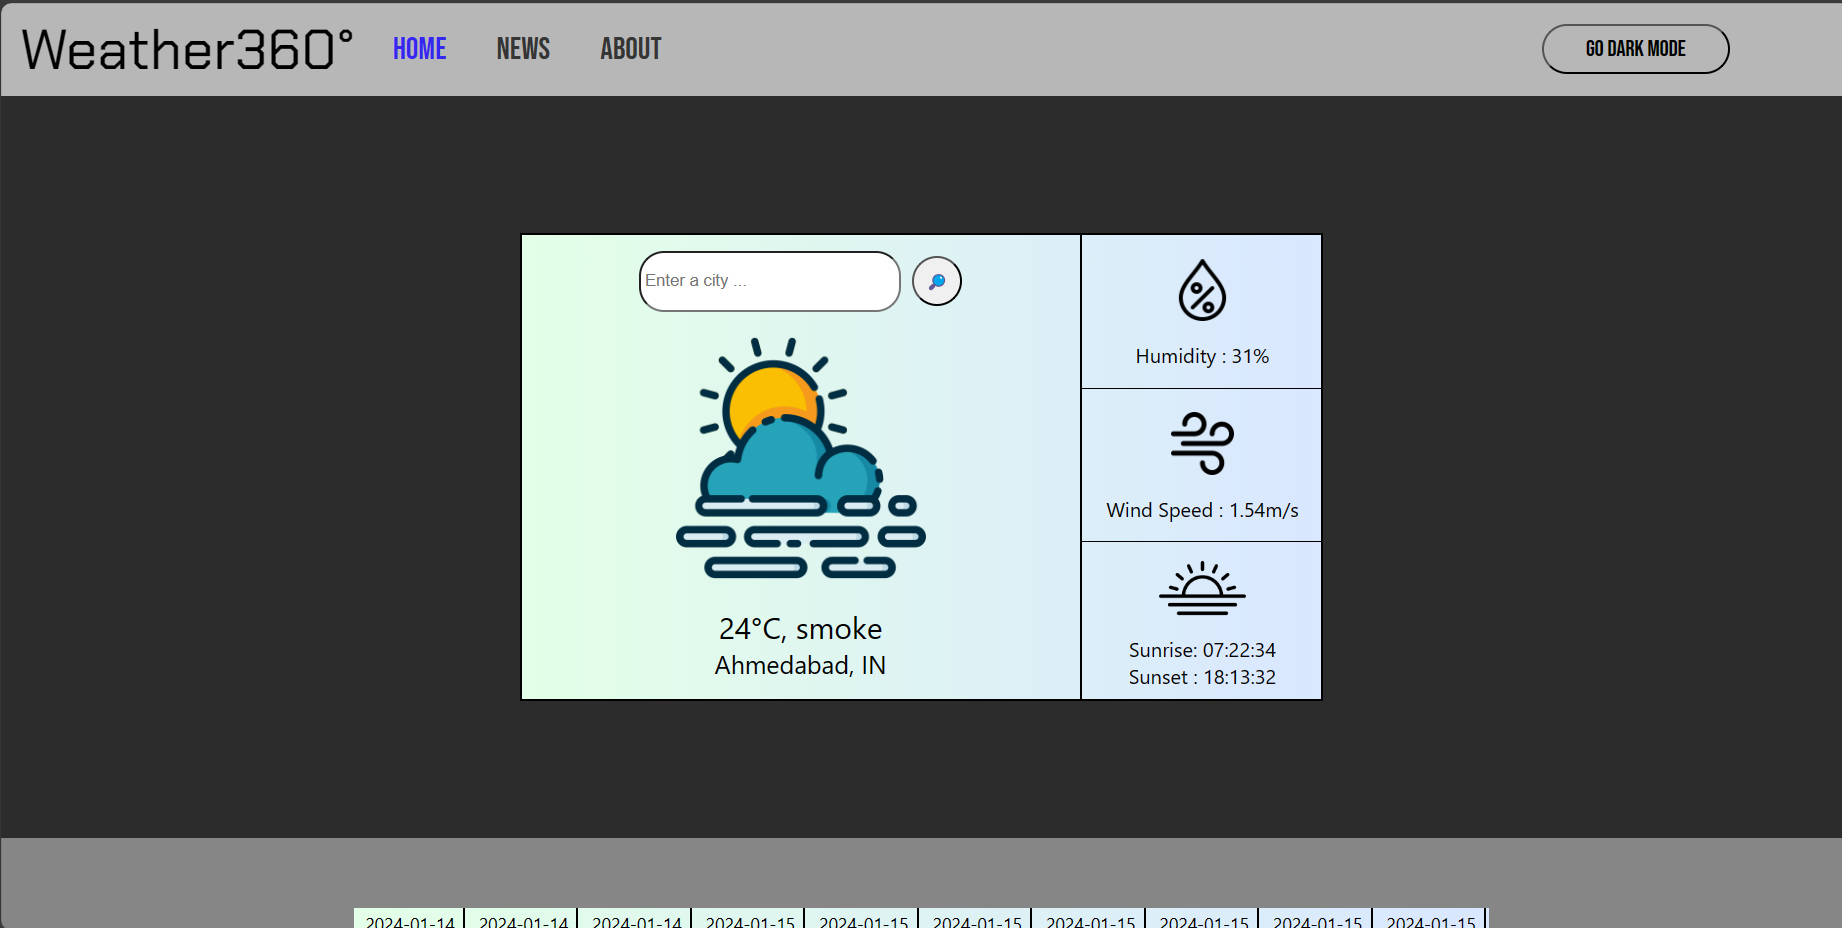 Weather360° HOME NEWS ABOUT GO DARK MODE
Enter a city ...
Humidity : 31%
Wind Speed : 1.54m/s
24°C, smoke
Ahmedabad, IN
Sunrise: 07:22:34
Sunset : 18:13:32
2024-01-14 2024-01-14 2024-01-14 2024-01-15 2024-01-15 2024-01-15 2024-01-15 2024-01-15 2024-01-15 2024-01-15